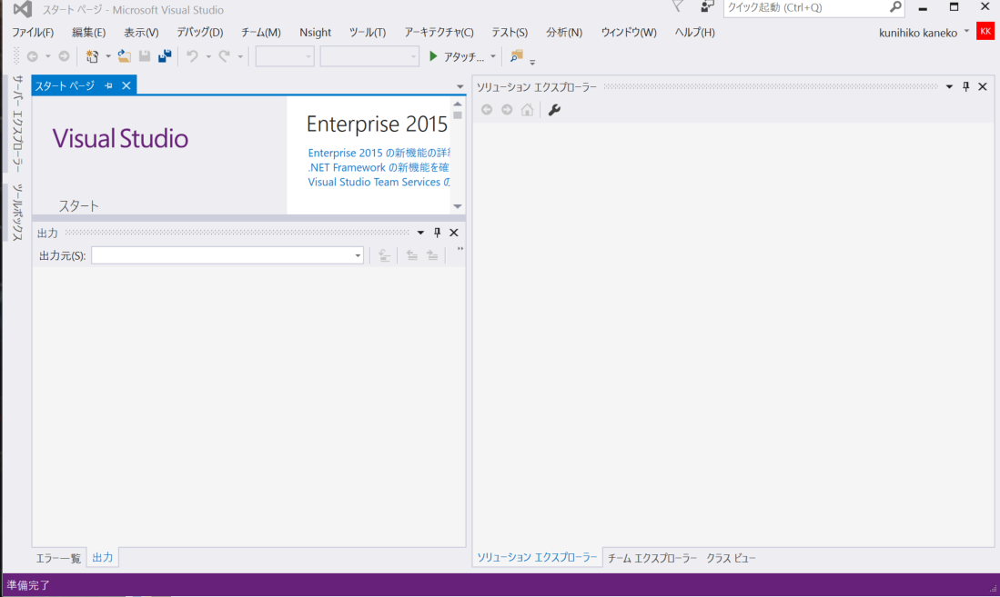 スタート ページ - Microsoft Visual Studio
クイック起動 (Ctrl+Q)
ファイル(F) 編集(E) 表示(V) デバッグ(D) チーム(M) Nsight ツール(T) アーキテクチャ(C) テスト(S) 分析(N) ウィンドウ(W) ヘルプ(H)
kunihiko kaneko KK
アタッチ...
サーバー エクスプローラー
ツールボックス
スタート ページ
Visual Studio
スタート
Enterprise 2015
Enterprise 2015 の新機能の詳
.NET Framework の新機能を確
Visual Studio Team Services の
出力
出力元(S):
エラー一覧 出力
ソリューション エクスプローラー
ソリューション エクスプローラー チーム エクスプローラー クラス ビュー
準備完了